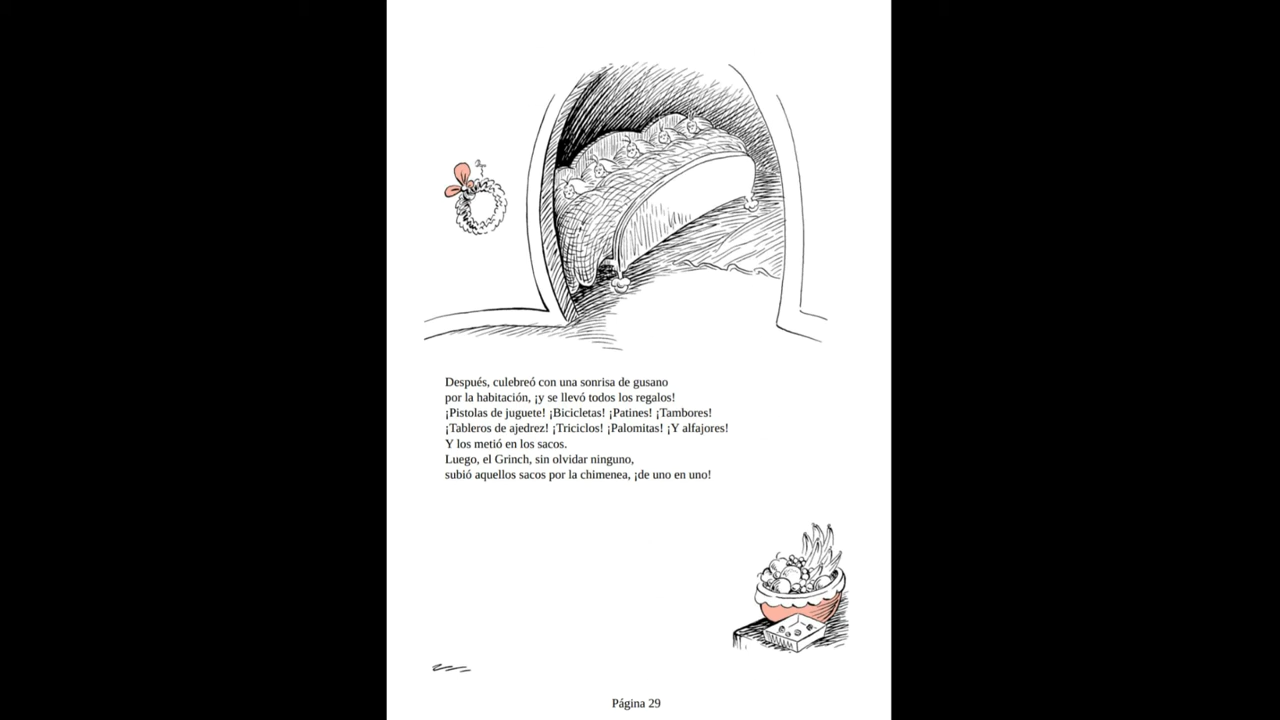 Después, culebreó con una sonrisa de gusano
por la habitación, ¡y se llevó todos los regalos!
¡Pistolas de juguete! ¡Bicicletas! ¡Patines! ¡Tambores!
¡Tableros de ajedrez! ¡Triciclos! ¡Palomitas! ¡Y alfajores!
Y los metió en los sacos.
Luego, el Grinch, sin olvidar ninguno,
subió aquellos sacos por la chimenea, ¡de uno en uno!
Página 29